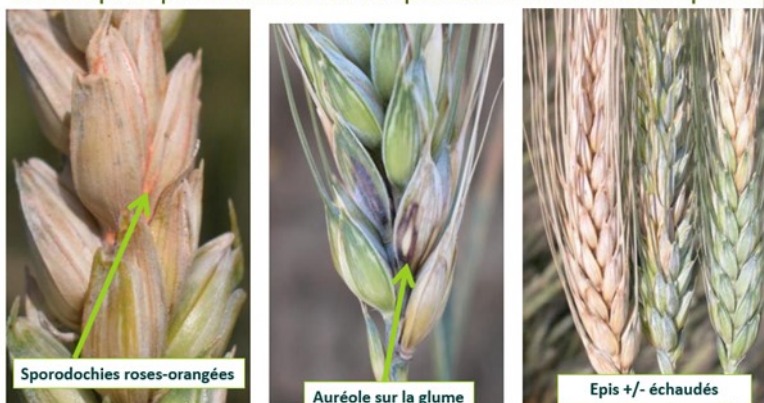 Sporodochies roses-orangées
Auréole sur la glume
Epis +/- échaudés